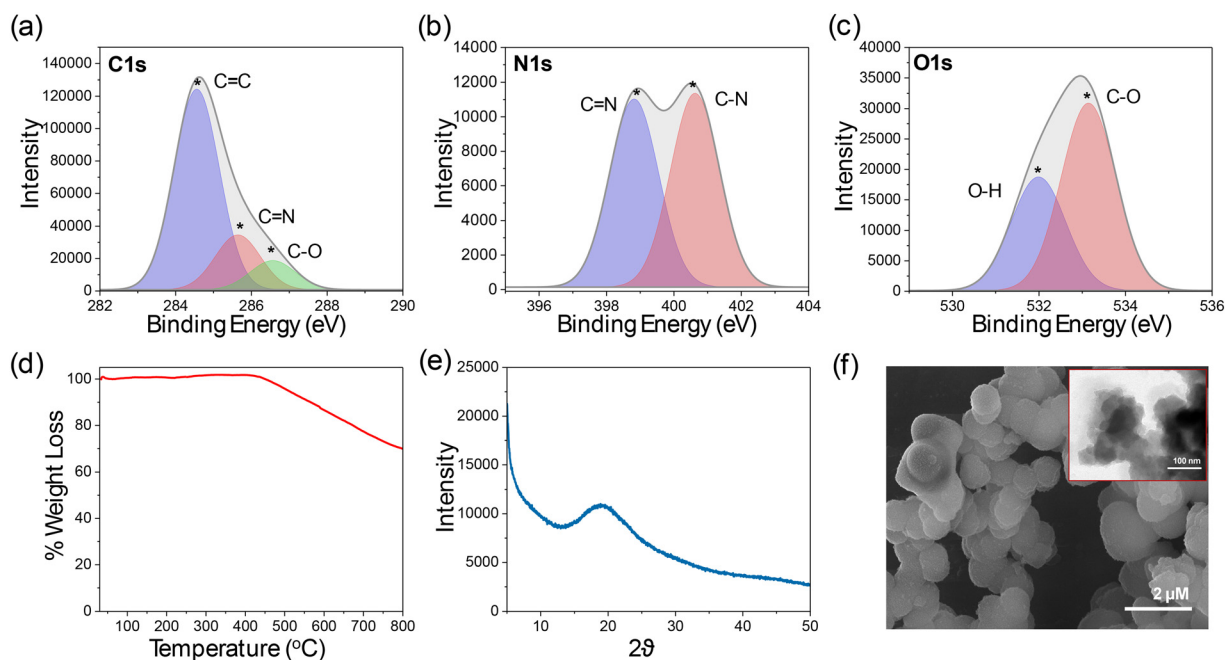 (a)
C1s
* C=C
* C=N
* C-O
140000
120000
100000
80000
60000
40000
20000
0
282 284 286 288 290
Intensity
Binding Energy (eV)
(b)
N1s
C=N *
* C-N
14000
12000
10000
8000
6000
4000
2000
0
396 398 400 402 404
Intensity
Binding Energy (eV)
(c)
O1s
* C-O
O-H *
40000
35000
30000
25000
20000
15000
10000
5000
0
530 532 534 536
Intensity
Binding Energy (eV)
(d)
100
80
60
40
20
0
100 200 300 400 500 600 700 800
% Weight Loss
Temperature (°C)
(e)
25000
20000
15000
10000
5000
0
10 20 30 40 50
Intensity
2ϑ
(f)
100 nm
2 µM